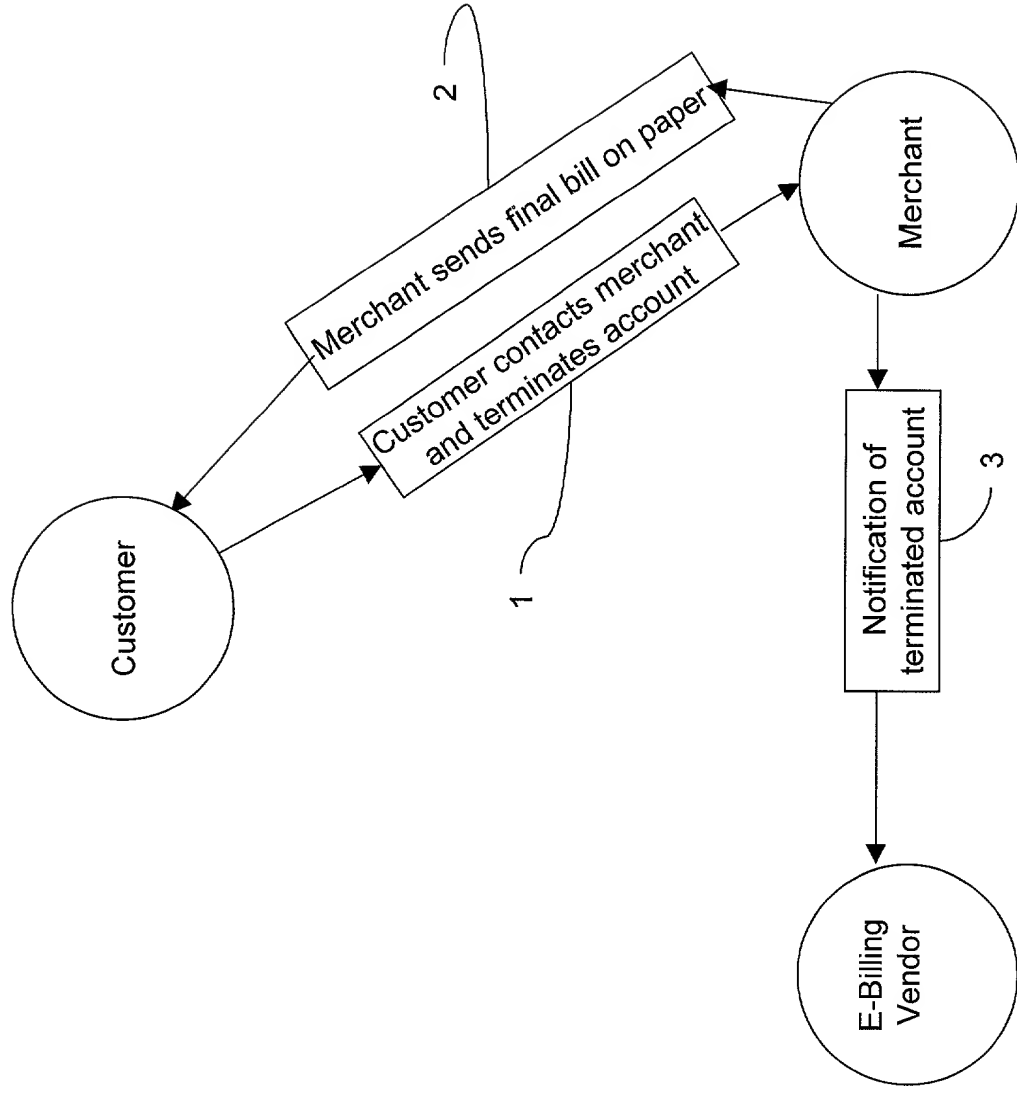 Customer
2
Merchant sends final bill on paper
Customer contacts merchant
and terminates account
1
Merchant
Notification of
terminated account
3
E-Billing
Vendor